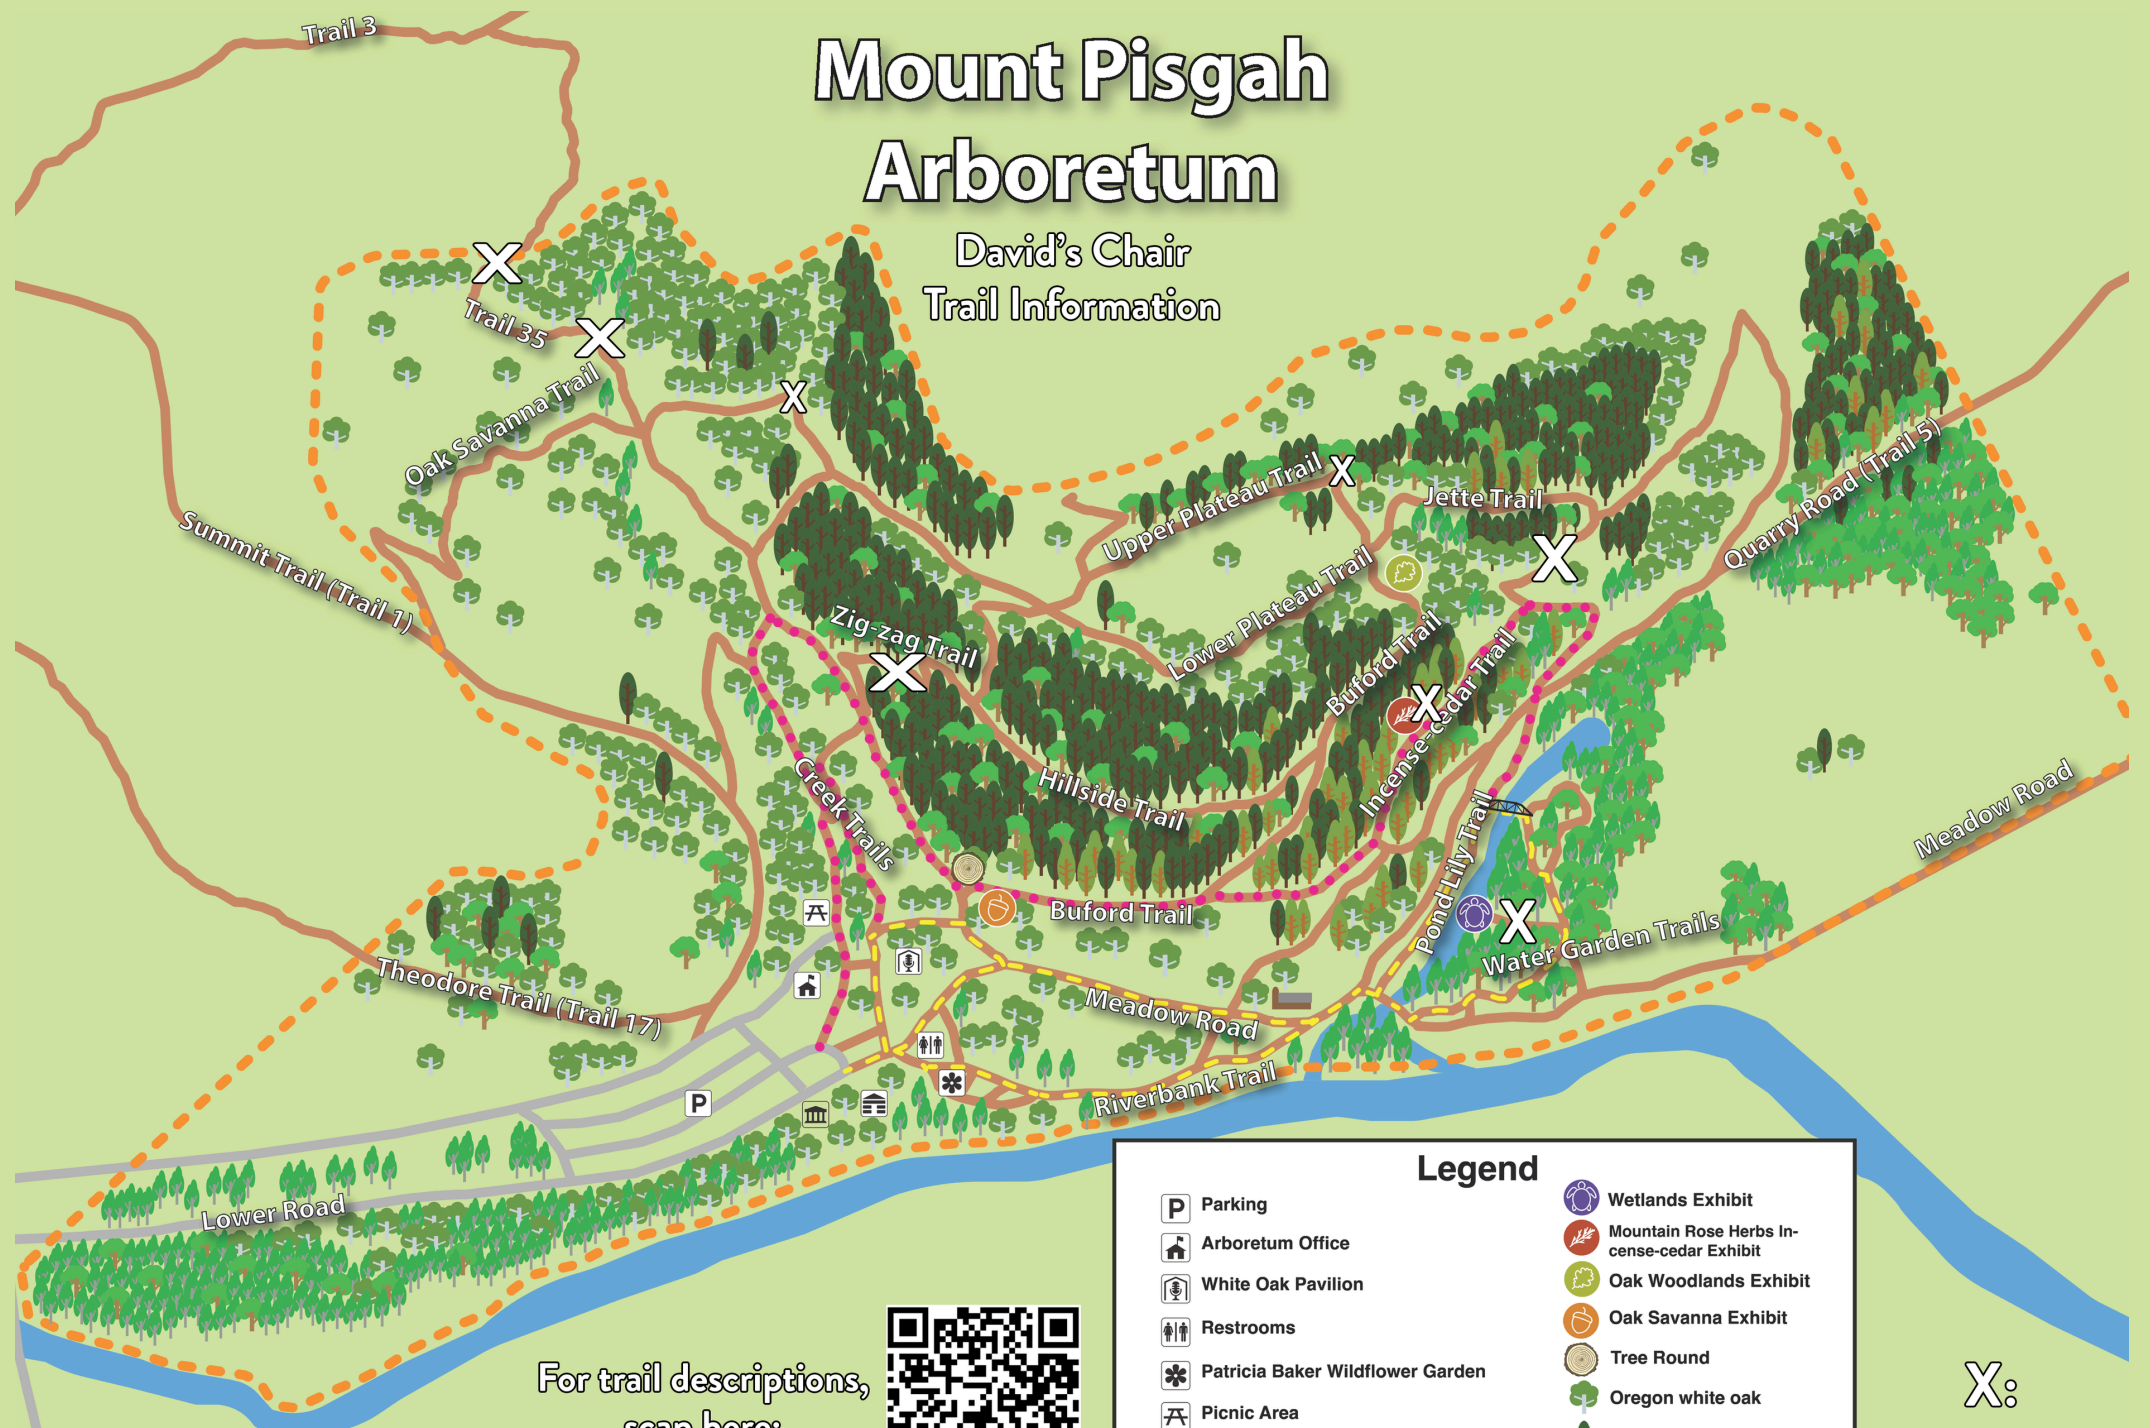 Trail 3
Mount Pisgah
Arboretum
David's Chair
Trail Information
X
Trail 35
X
Oak Savanna Trail
X
Summit Trail (Trail 1)
Upper Plateau Trail
X
Jette Trail
Quarry Road (Trail 5)
X
Lower Plateau Trail
Zig-zag Trail
X
Buford Trail
X
Incense-cedar Trail
Creek Trails
Hillside Trail
Meadow Road
Pond Lily Trail
Buford Trail
X
Water Garden Trails
Theodore Trail (Trail 17)
Meadow Road
Riverbank Trail
P
Lower Road
Legend
P Parking
Arboretum Office
White Oak Pavilion
Restrooms
Patricia Baker Wildflower Garden
Picnic Area
Wetlands Exhibit
Mountain Rose Herbs In-
cense-cedar Exhibit
Oak Woodlands Exhibit
Oak Savanna Exhibit
Tree Round
Oregon white oak
For trail descriptions,
scan here:
X: